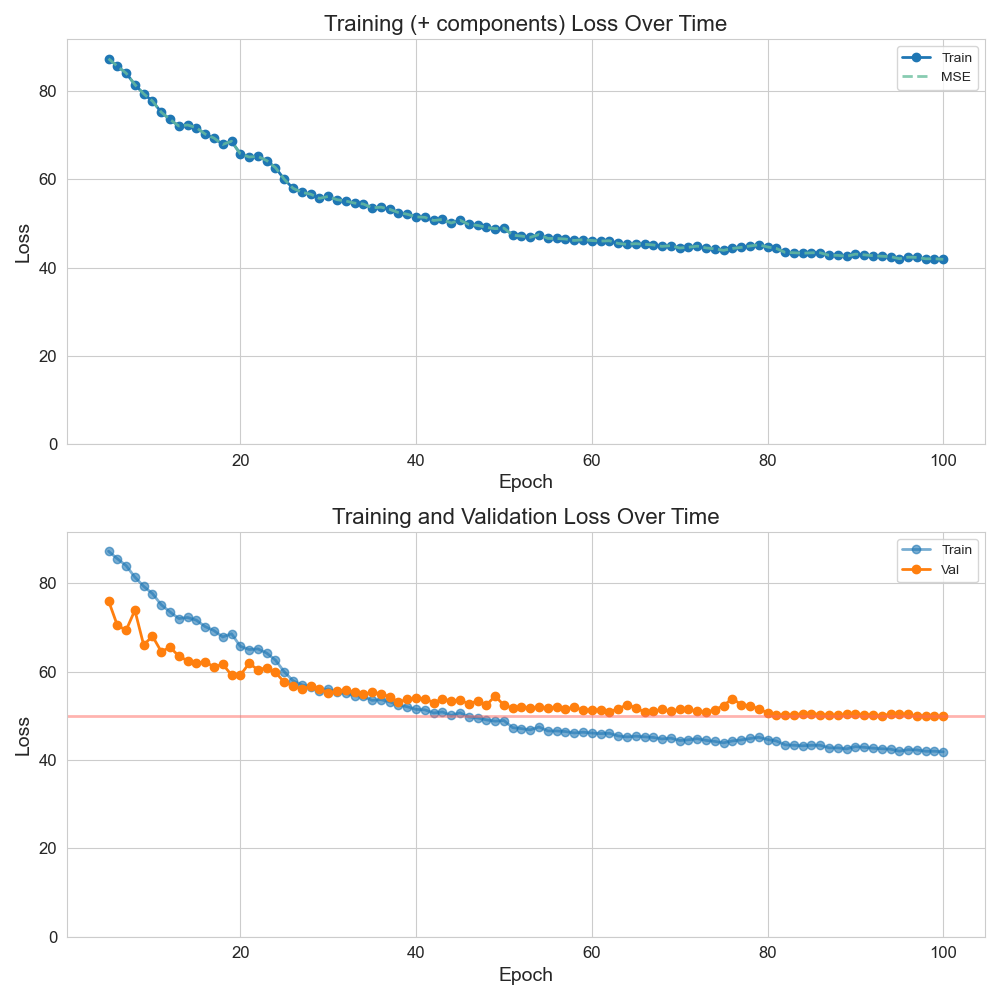 Training (+ components) Loss Over Time
Train
MSE
80
60
40
20
0
Loss
20 40 60 80 100
Epoch
Training and Validation Loss Over Time
Train
Val
80
60
40
20
0
Loss
20 40 60 80 100
Epoch